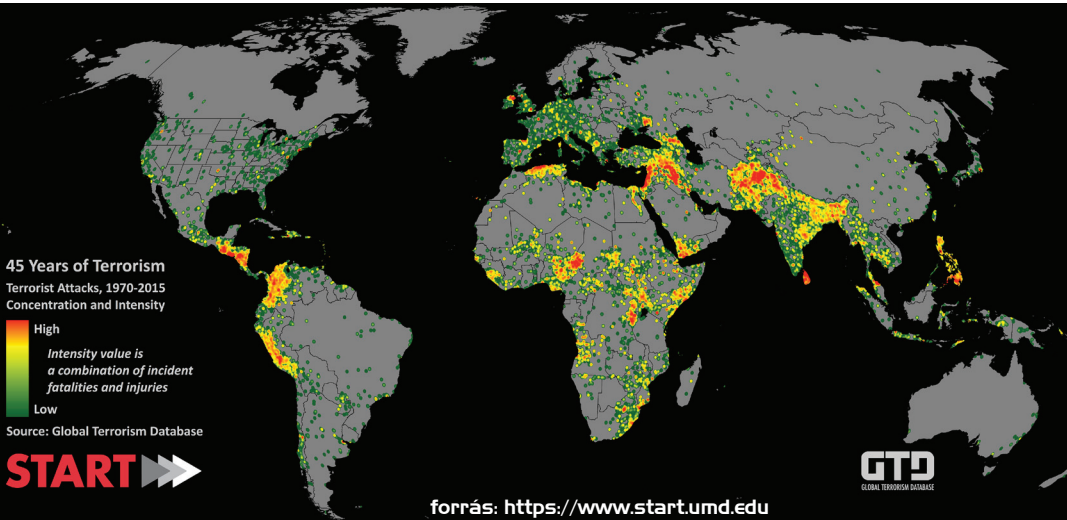 45 Years of Terrorism
Terrorist Attacks, 1970-2015
Concentration and Intensity
High
Intensity value is
a combination of incident
fatalities and injuries
Low
Source: Global Terrorism Database
START
GTD
GLOBAL TERRORISM DATABASE
forrás: https://www.start.umd.edu